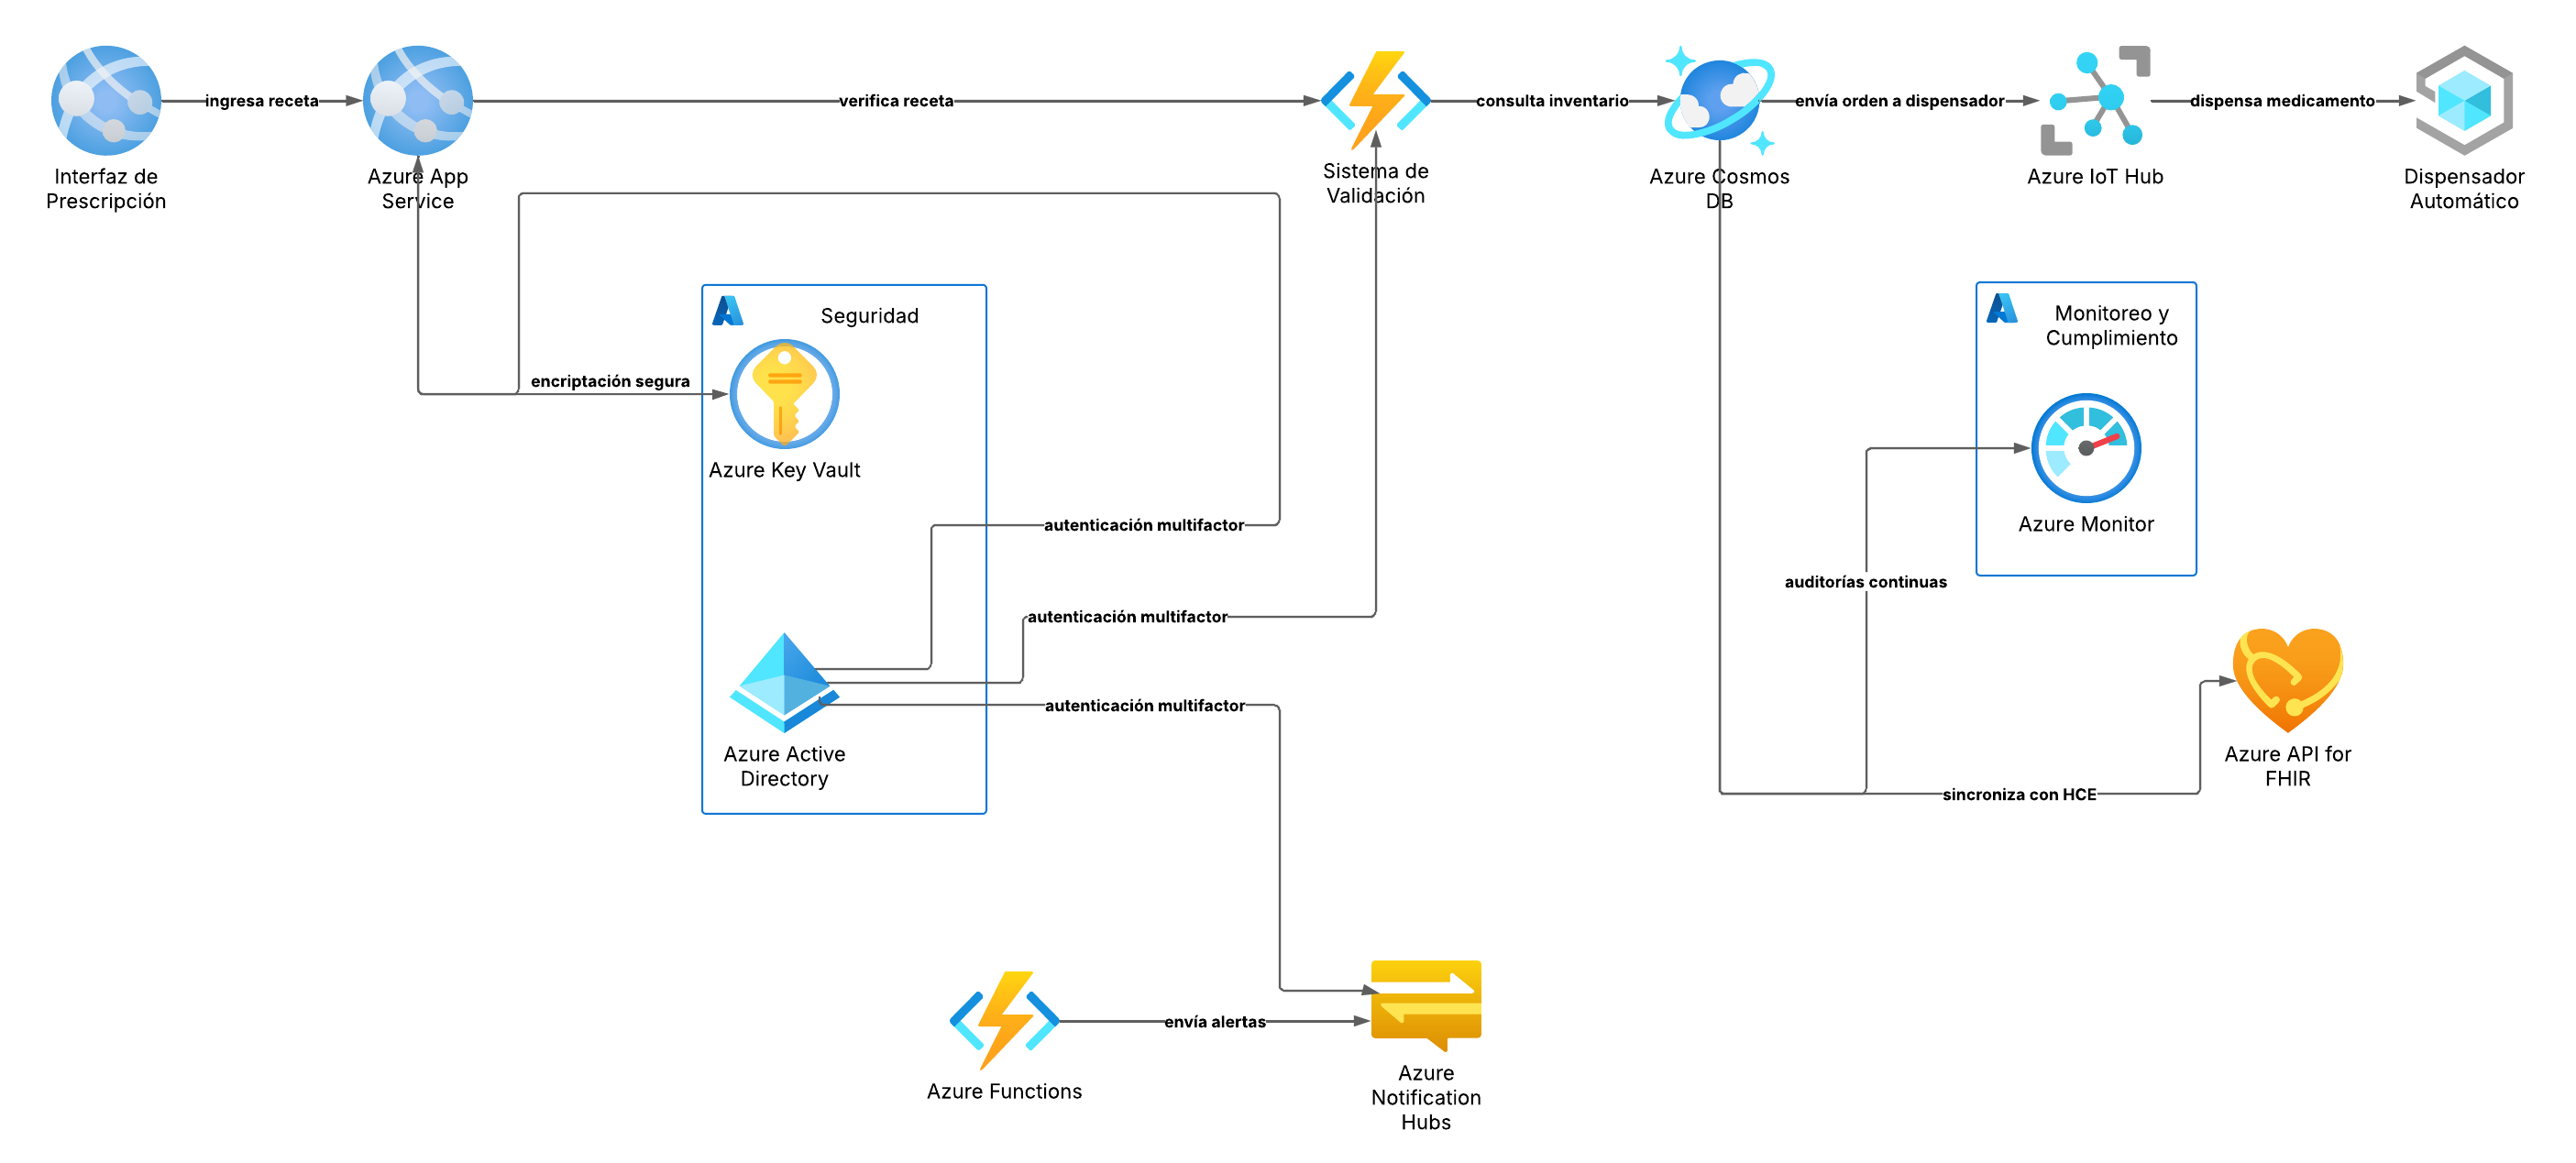 ingresa receta
verifica receta
consulta inventario
envía orden a dispensador
dispensa medicamento
Interfaz de
Prescripción
Azure App
Service
Sistema de
Validación
Azure Cosmos
DB
Azure IoT Hub
Dispensador
Automático
Seguridad
encriptación segura
Azure Key Vault
autenticación multifactor
autenticación multifactor
autenticación multifactor
Azure Active
Directory
Monitoreo y
Cumplimiento
Azure Monitor
auditorías continuas
sincroniza con HCE
Azure API for
FHIR
envía alertas
Azure Functions
Azure
Notification
Hubs